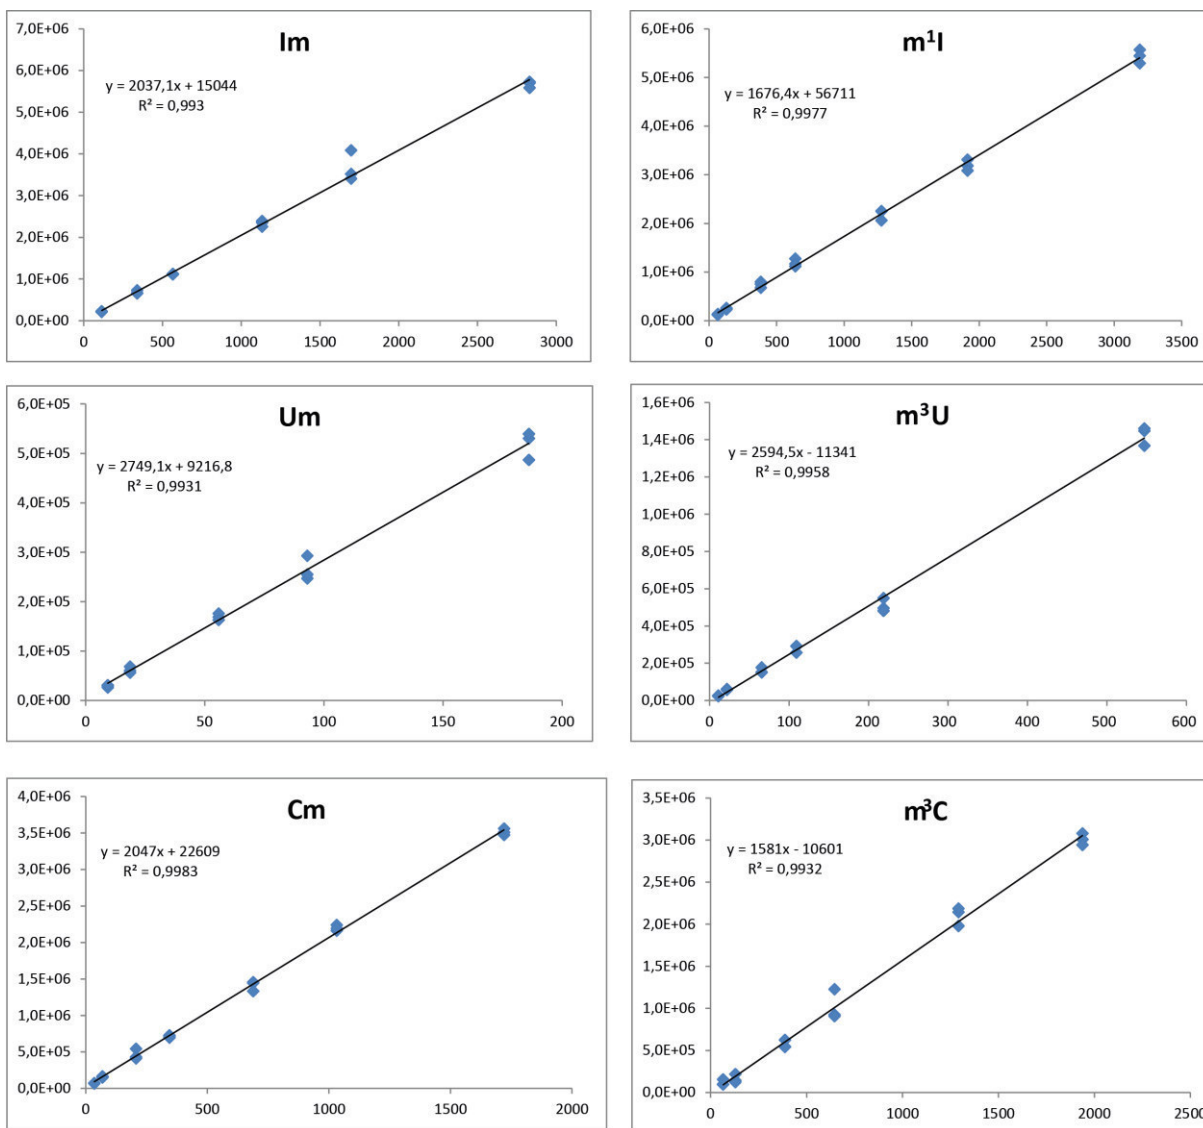 Im
y = 2037,1x + 15044
R² = 0,993
7,0E+06
6,0E+06
5,0E+06
4,0E+06
3,0E+06
2,0E+06
1,0E+06
0,0E+00
0 500 1000 1500 2000 2500 3000
m¹I
y = 1676,4x + 56711
R² = 0,9977
6,0E+06
5,0E+06
4,0E+06
3,0E+06
2,0E+06
1,0E+06
0,0E+00
0 500 1000 1500 2000 2500 3000 3500
Um
y = 2749,1x + 9216,8
R² = 0,9931
6,0E+05
5,0E+05
4,0E+05
3,0E+05
2,0E+05
1,0E+05
0,0E+00
0 50 100 150 200
m³U
y = 2594,5x - 11341
R² = 0,9958
1,6E+06
1,4E+06
1,2E+06
1,0E+06
8,0E+05
6,0E+05
4,0E+05
2,0E+05
0,0E+00
0 100 200 300 400 500 600
Cm
y = 2047x + 22609
R² = 0,9983
4,0E+06
3,5E+06
3,0E+06
2,5E+06
2,0E+06
1,5E+06
1,0E+06
5,0E+05
0,0E+00
0 500 1000 1500 2000
m³C
y = 1581x - 10601
R² = 0,9932
3,5E+06
3,0E+06
2,5E+06
2,0E+06
1,5E+06
1,0E+06
5,0E+05
0,0E+00
0 500 1000 1500 2000 2500